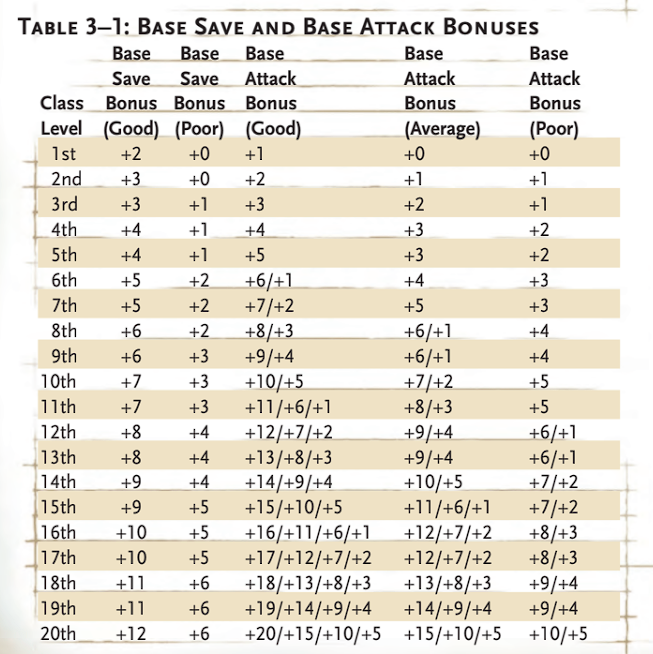 TABLE 3–1: BASE SAVE AND BASE ATTACK BONUSES
Base Base Base Base Base
Save Save Attack Attack Attack
Class Bonus Bonus Bonus Bonus Bonus
Level (Good) (Poor) (Good) (Average) (Poor)
1st +2 +0 +1 +0 +0
2nd +3 +0 +2 +1 +1
3rd +3 +1 +3 +2 +1
4th +4 +1 +4 +3 +2
5th +4 +1 +5 +3 +2
6th +5 +2 +6/+1 +4 +3
7th +5 +2 +7/+2 +5 +3
8th +6 +2 +8/+3 +6/+1 +4
9th +6 +3 +9/+4 +6/+1 +4
10th +7 +3 +10/+5 +7/+2 +5
11th +7 +3 +11/+6/+1 +8/+3 +5
12th +8 +4 +12/+7/+2 +9/+4 +6/+1
13th +8 +4 +13/+8/+3 +9/+4 +6/+1
14th +9 +4 +14/+9/+4 +10/+5 +7/+2
15th +9 +5 +15/+10/+5 +11/+6/+1 +7/+2
16th +10 +5 +16/+11/+6/+1 +12/+7/+2 +8/+3
17th +10 +5 +17/+12/+7/+2 +12/+7/+2 +8/+3
18th +11 +6 +18/+13/+8/+3 +13/+8/+3 +9/+4
19th +11 +6 +19/+14/+9/+4 +14/+9/+4 +9/+4
20th +12 +6 +20/+15/+10/+5 +15/+10/+5 +10/+5